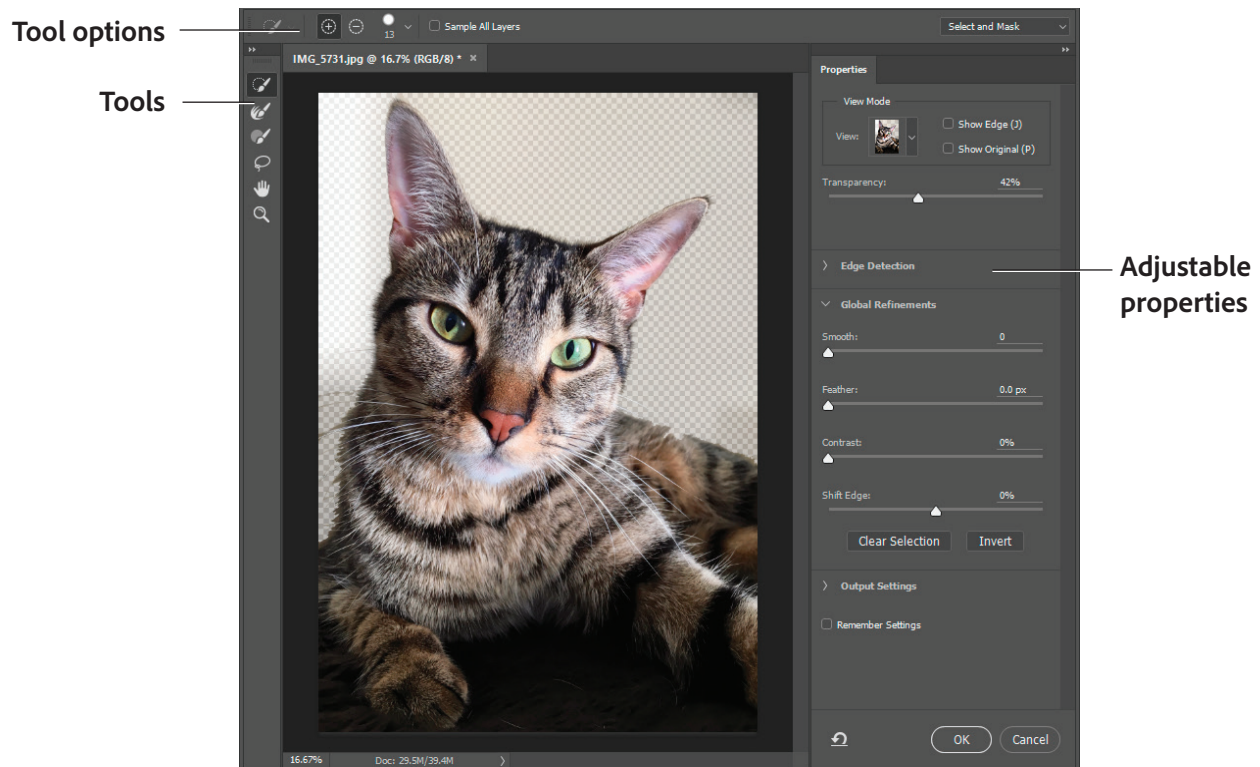 Tool options
13
Sample All Layers
Select and Mask
IMG_5731.jpg @ 16.7% (RGB/8) * ×
Tools
Properties
View Mode
View:
Show Edge (J)
Show Original (P)
Transparency:
42%
Edge Detection
Adjustable
properties
Global Refinements
Smooth:
0
Feather:
0.0 px
Contrast:
0%
Shift Edge:
0%
Clear Selection
Invert
Output Settings
Remember Settings
OK
Cancel
16.67%
Doc: 29.5M/39.4M